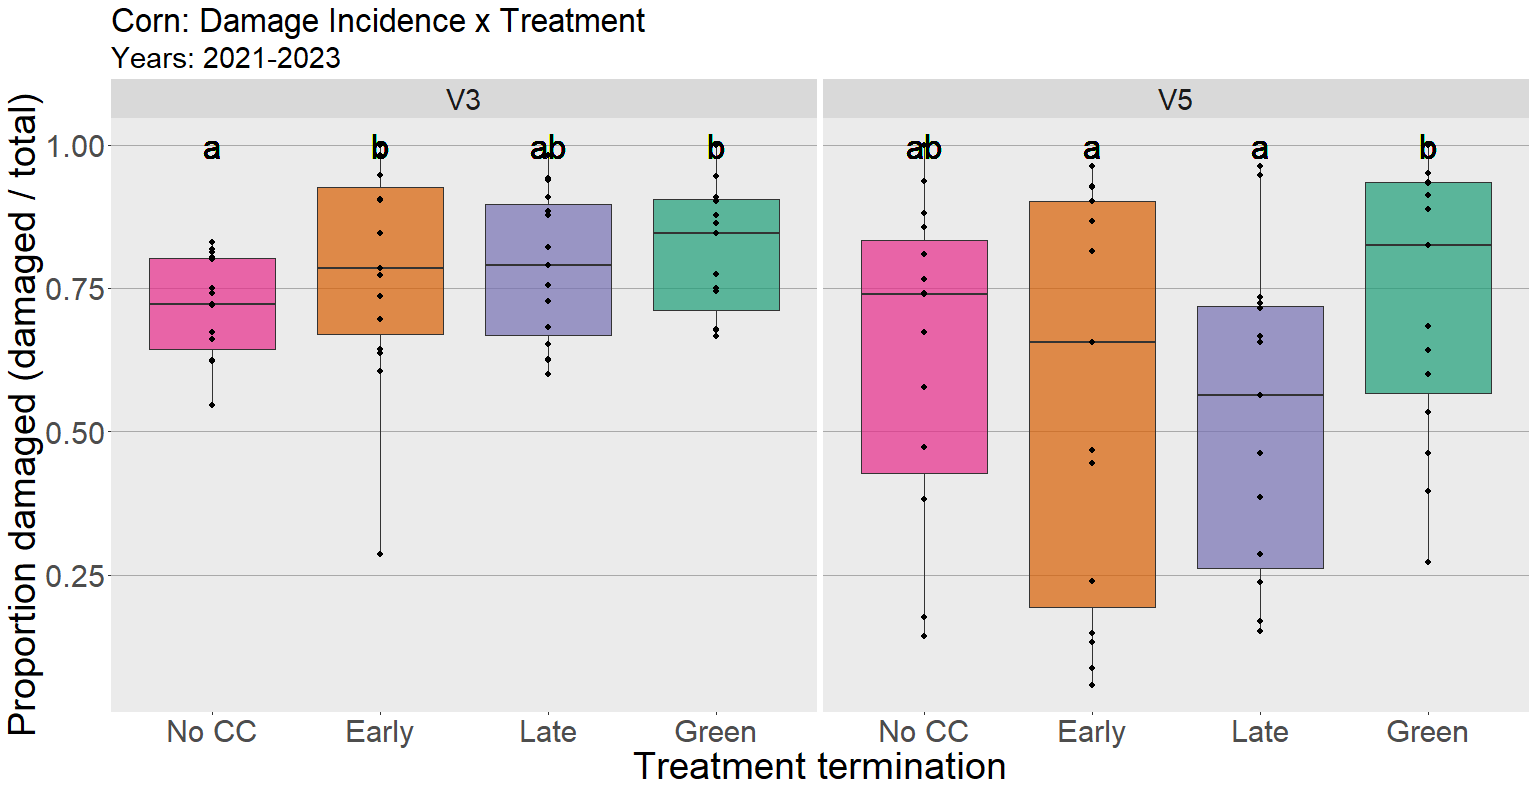 Corn: Damage Incidence x Treatment
Years: 2021-2023
V3
V5
Proportion damaged (damaged / total)
1.00
0.75
0.50
0.25
a b ab b
ab a a b
No CC Early Late Green
No CC Early Late Green
Treatment termination